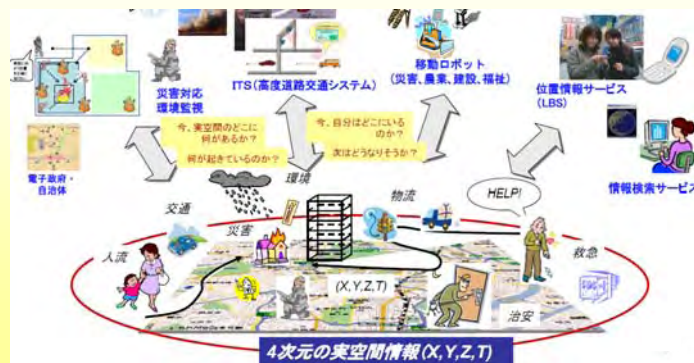 災害対応
環境監視
ITS(高度道路交通システム)
移動ロボット
(災害、農業、建設、福祉)
位置情報サービス
(LBS)
電子政府・
自治体
今、実空間のどこに
何があるか?
何が起きているのか?
今、自分はどこにいる
のか?
次はどうなりそうか?
情報検索サービス
環境
交通
災害
物流
HELP!
人流
救急
(X,Y,Z,T)
治安
4次元の実空間情報(X,Y,Z,T)